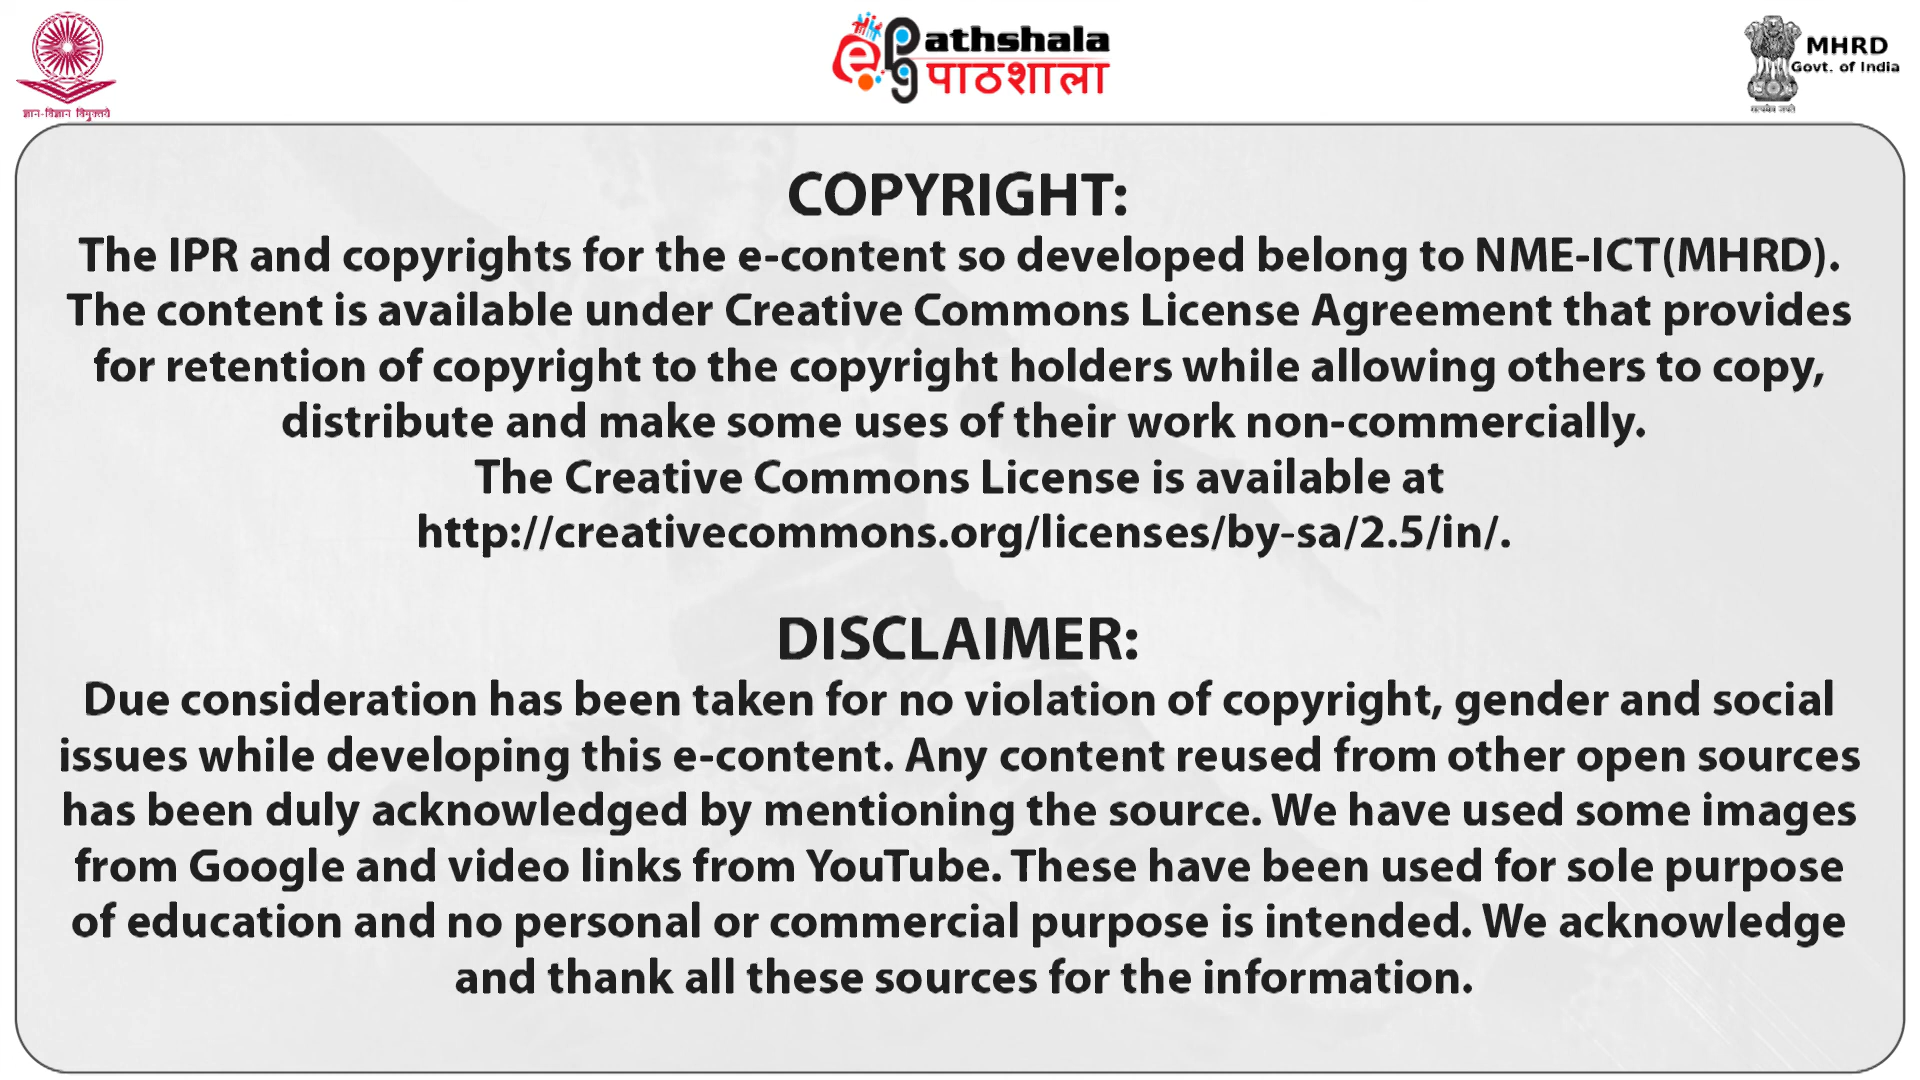 ज्ञान-विज्ञान विमुक्तये
e
Pathshala
पाठशाला
pg
MHRD
Govt. of India
सत्यमेव जयते
COPYRIGHT:
The IPR and copyrights for the e-content so developed belong to NME-ICT(MHRD).
The content is available under Creative Commons License Agreement that provides
for retention of copyright to the copyright holders while allowing others to copy,
distribute and make some uses of their work non-commercially.
The Creative Commons License is available at
http://creativecommons.org/licenses/by-sa/2.5/in/.
DISCLAIMER:
Due consideration has been taken for no violation of copyright, gender and social
issues while developing this e-content. Any content reused from other open sources
has been duly acknowledged by mentioning the source. We have used some images
from Google and video links from YouTube. These have been used for sole purpose
of education and no personal or commercial purpose is intended. We acknowledge
and thank all these sources for the information.